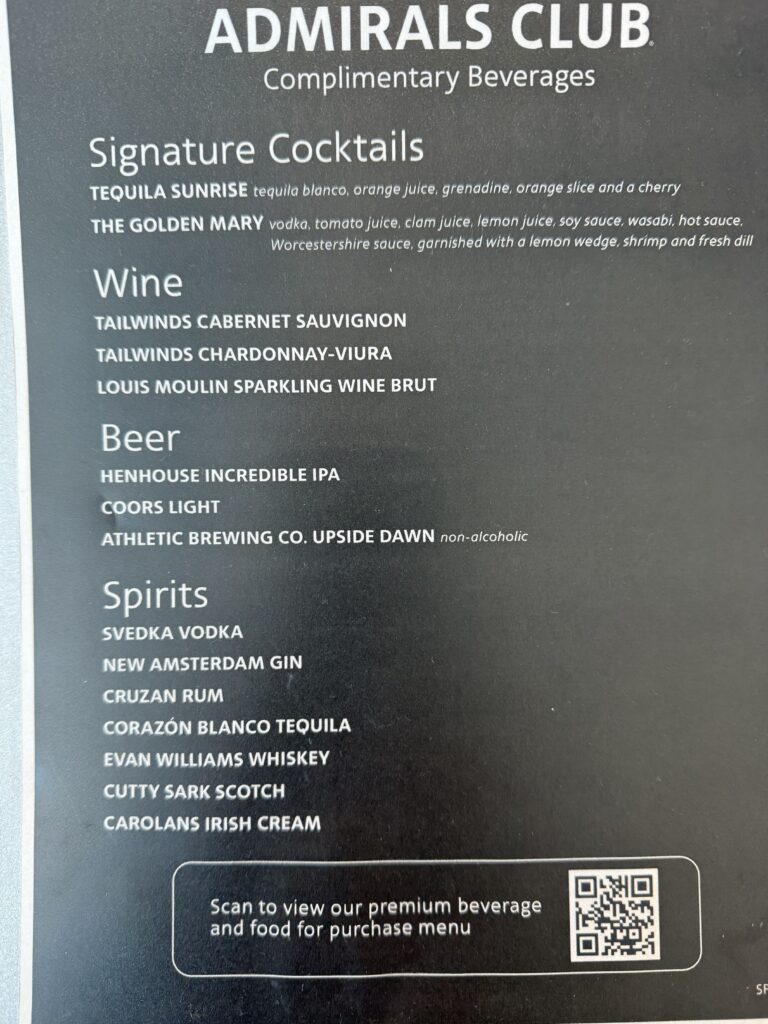 ADMIRALS CLUB®
Complimentary Beverages
Signature Cocktails
TEQUILA SUNRISE tequila blanco, orange juice, grenadine, orange slice and a cherry
THE GOLDEN MARY vodka, tomato juice, clam juice, lemon juice, soy sauce, wasabi, hot sauce,
Worcestershire sauce, garnished with a lemon wedge, shrimp and fresh dill
Wine
TAILWINDS CABERNET SAUVIGNON
TAILWINDS CHARDONNAY-VIURA
LOUIS MOULIN SPARKLING WINE BRUT
Beer
HENHOUSE INCREDIBLE IPA
COORS LIGHT
ATHLETIC BREWING CO. UPSIDE DAWN non-alcoholic
Spirits
SVEDKA VODKA
NEW AMSTERDAM GIN
CRUZAN RUM
CORAZÓN BLANCO TEQUILA
EVAN WILLIAMS WHISKEY
CUTTY SARK SCOTCH
CAROLANS IRISH CREAM
Scan to view our premium beverage
and food for purchase menu